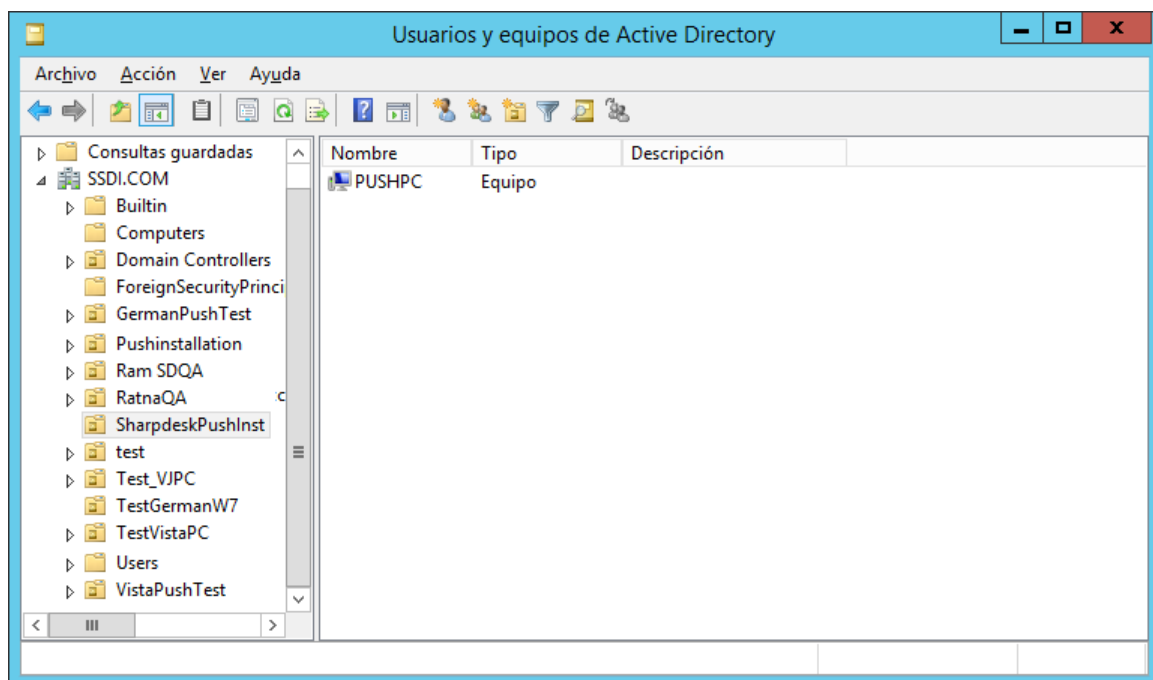 Usuarios y equipos de Active Directory
Archivo Acción Ver Ayuda
Consultas guardadas
SSDI.COM
Builtin
Computers
Domain Controllers
ForeignSecurityPrinci
GermanPushTest
Pushinstallation
Ram SDQA
RatnaQA :c
SharpdeskPushInst
test
Test_VJPC
TestGermanW7
TestVistaPC
Users
VistaPushTest
Nombre Tipo Descripción
PUSHPC Equipo